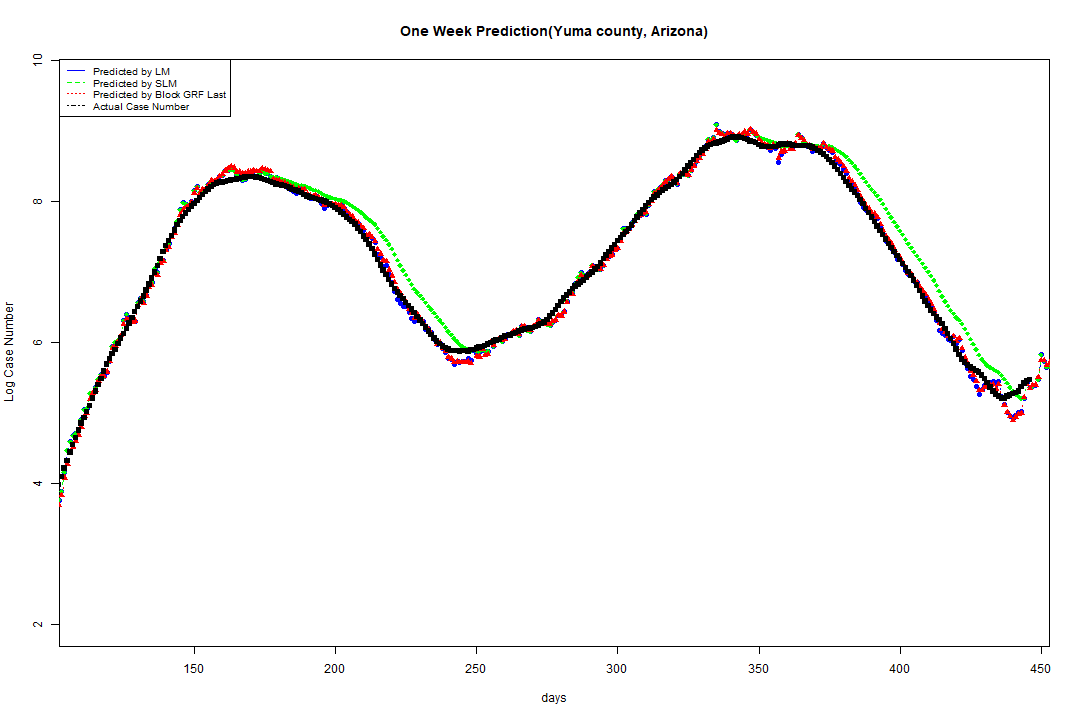 One Week Prediction(Yuma county, Arizona)
Predicted by LM
Predicted by SLM
Predicted by Block GRF Last
Actual Case Number
10
8
6
4
2
Log Case Number
150 200 250 300 350 400 450
days